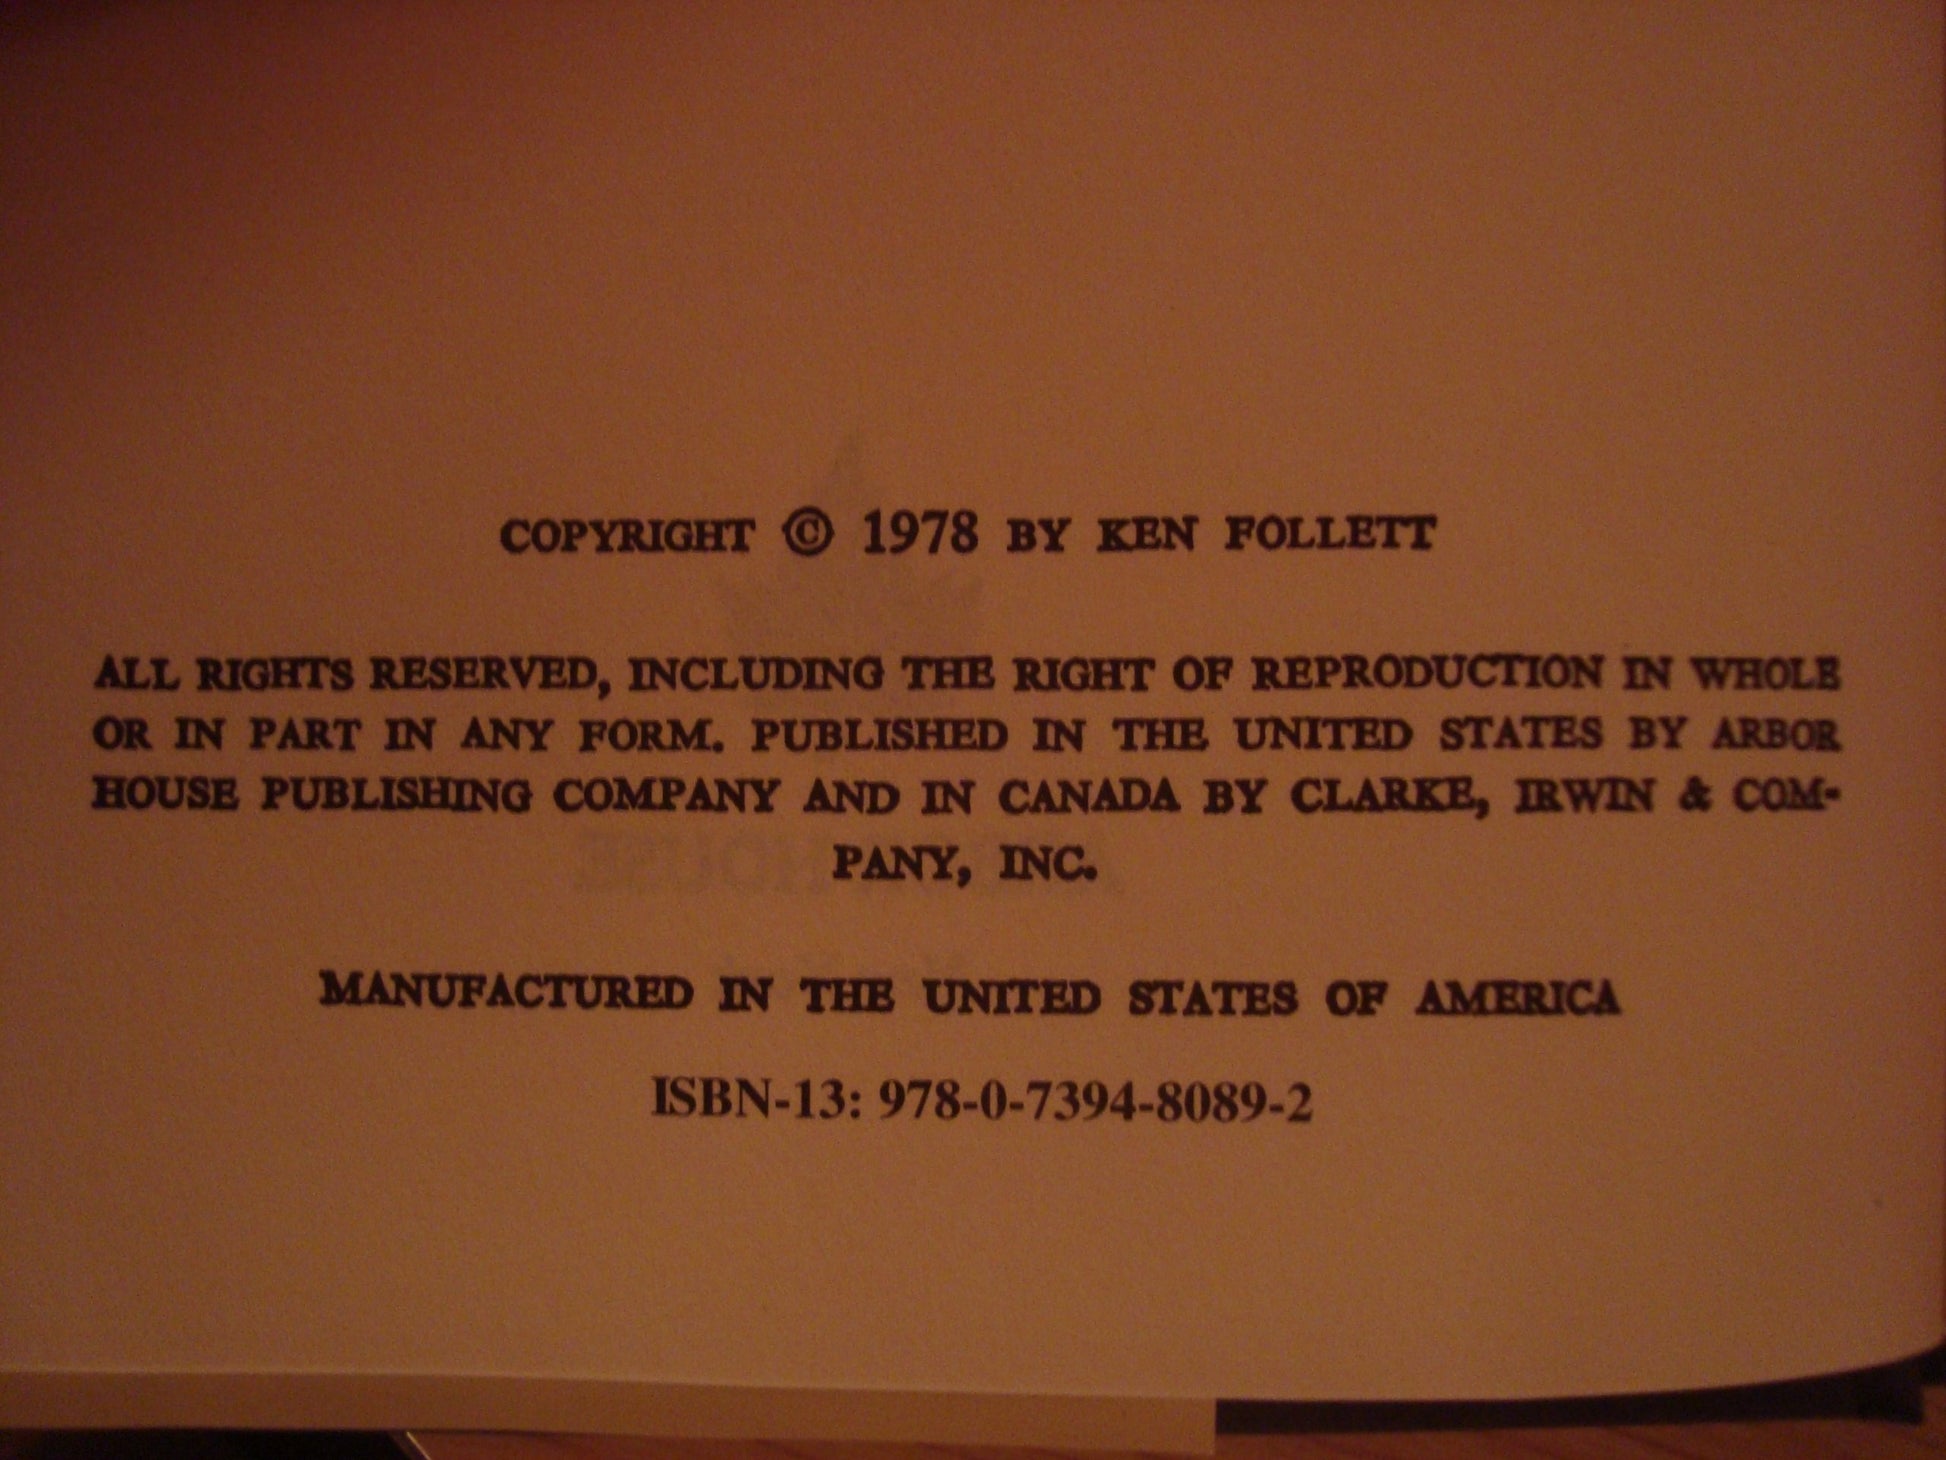 COPYRIGHT © 1978 BY KEN FOLLETT
ALL RIGHTS RESERVED, INCLUDING THE RIGHT OF REPRODUCTION IN WHOLE
OR IN PART IN ANY FORM. PUBLISHED IN THE UNITED STATES BY ARBOR
HOUSE PUBLISHING COMPANY AND IN CANADA BY CLARKE, IRWIN & COM-
PANY, INC.
MANUFACTURED IN THE UNITED STATES OF AMERICA
ISBN-13: 978-0-7394-8089-2